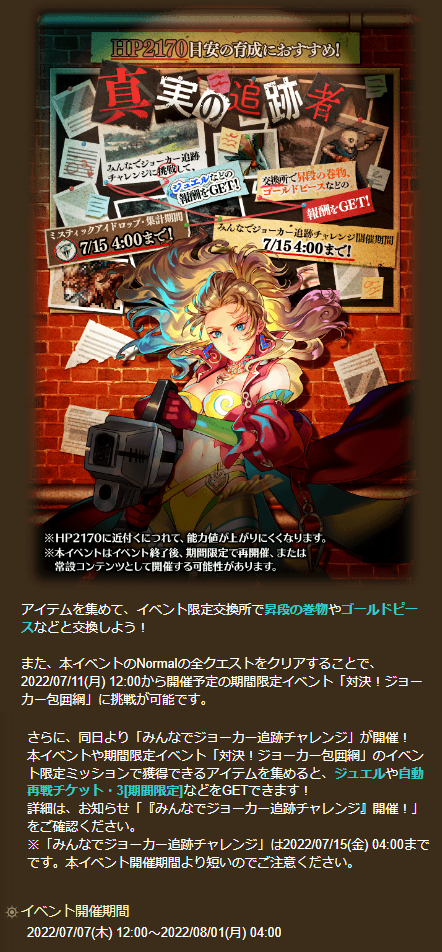 HP2170目安の育成におすすめ!
真実の追跡者
みんなでジョーカー追跡
チャレンジに挑戦して、
ジュエルなどの
報酬をGET!
交換所で昇段の巻物、
ゴールドピースなどの
報酬をGET!
ミスティックアイドロップ・集計期間
7/15 4:00まで!
みんなでジョーカー追跡チャレンジ開催期間
7/15 4:00まで!
※HP2170に近付くにつれて、能力値が上がりにくくなります。
※本イベントはイベント終了後、期間限定で再開催、または
常設コンテンツとして開催する可能性があります。
アイテムを集めて、イベント限定交換所で昇段の巻物やゴールドピー
スなどと交換しよう！
また、本イベントのNormalの全クエストをクリアすることで、
2022/07/11(月) 12:00から開催予定の期間限定イベント「対決！ジョー
カー包囲網」に挑戦が可能です。
さらに、同日より「みんなでジョーカー追跡チャレンジ」が開催！
本イベントや期間限定イベント「対決！ジョーカー包囲網」のイベン
ト限定ミッションで獲得できるアイテムを集めると、ジュエルや自動
再戦チケット・3[期間限定]などをGETできます！
詳細は、お知らせ「『みんなでジョーカー追跡チャレンジ』開催！」
をご確認ください。
※「みんなでジョーカー追跡チャレンジ」は2022/07/15(金) 04:00まで
です。本イベント開催期間より短いのでご注意ください。
イベント開催期間
2022/07/07(木) 12:00～2022/08/01(月) 04:00